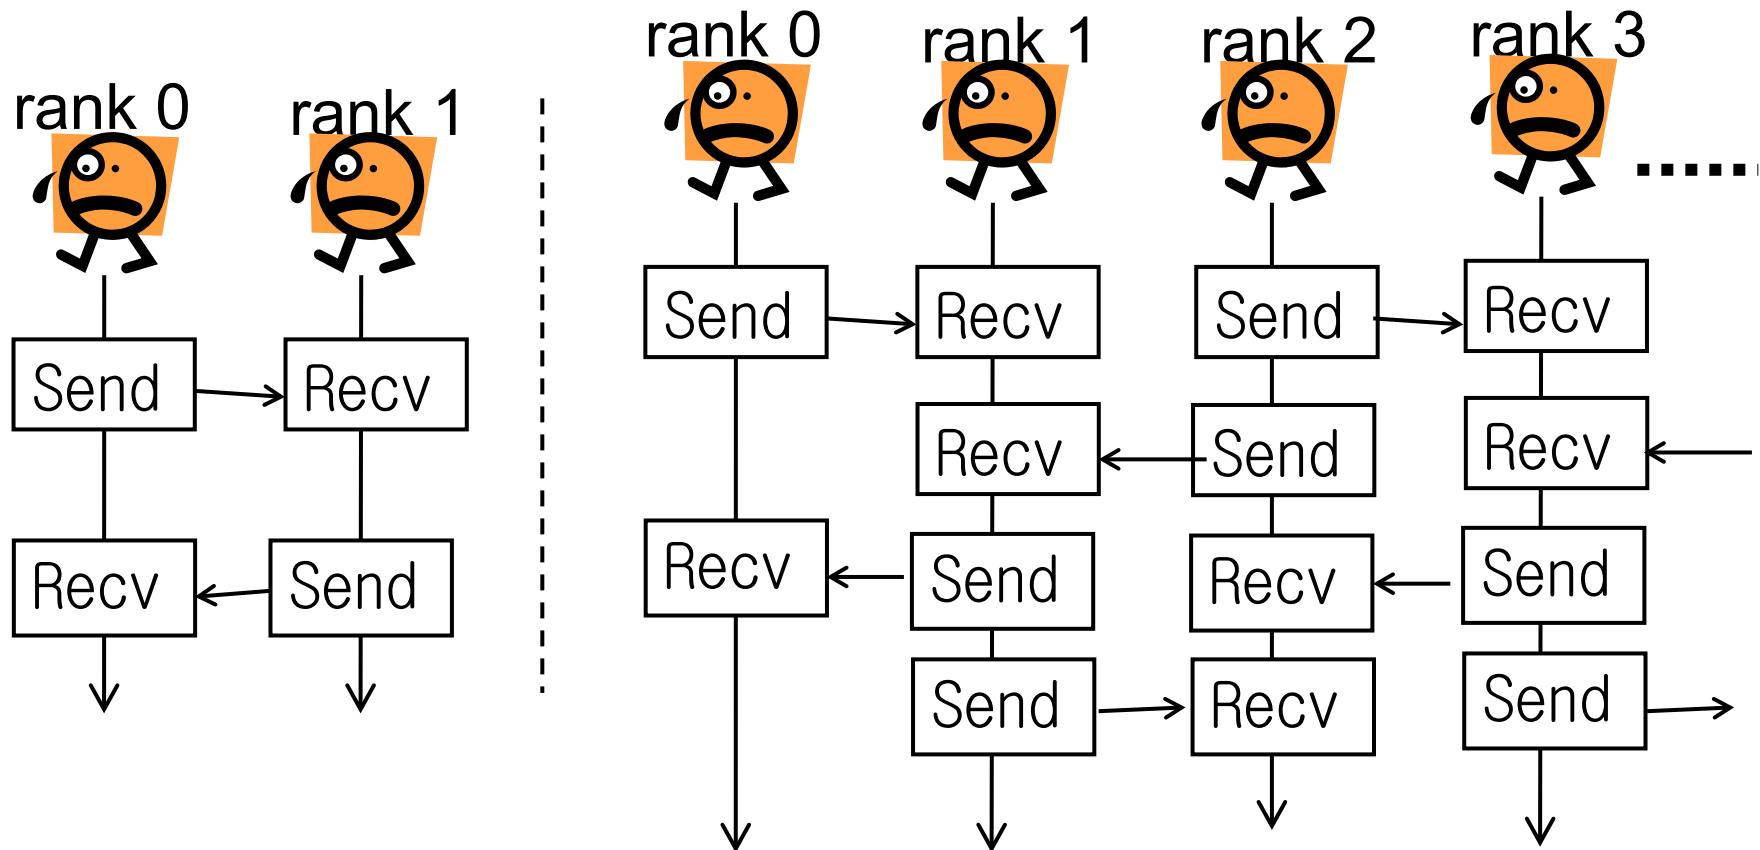 rank 0
rank 1
Send
Recv
Recv
Send
rank 0
rank 1
rank 2
rank 3
Send
Recv
Send
Recv
Recv
Send
Recv
Recv
Send
Recv
Send
Send
Recv
Send